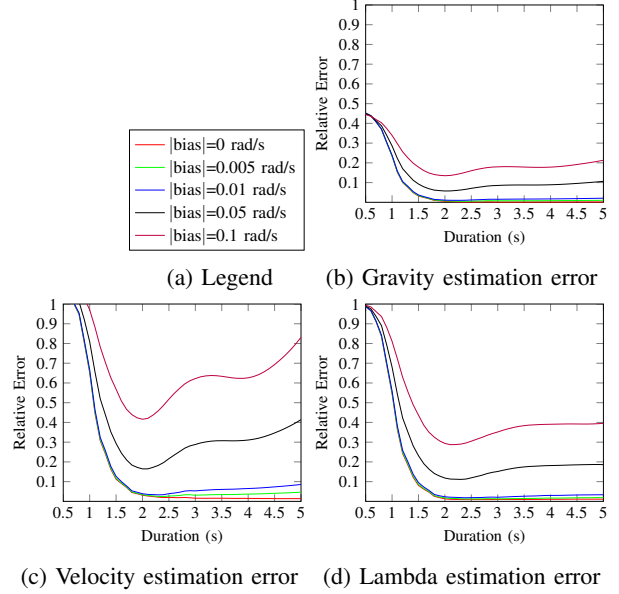 |bias|=0 rad/s
|bias|=0.005 rad/s
|bias|=0.01 rad/s
|bias|=0.05 rad/s
|bias|=0.1 rad/s
(a) Legend
Relative Error
1
0.9
0.8
0.7
0.6
0.5
0.4
0.3
0.2
0.1
0.5 1 1.5 2 2.5 3 3.5 4 4.5 5
Duration (s)
(b) Gravity estimation error
Relative Error
1
0.9
0.8
0.7
0.6
0.5
0.4
0.3
0.2
0.1
0.5 1 1.5 2 2.5 3 3.5 4 4.5 5
Duration (s)
(c) Velocity estimation error
Relative Error
1
0.9
0.8
0.7
0.6
0.5
0.4
0.3
0.2
0.1
0.5 1 1.5 2 2.5 3 3.5 4 4.5 5
Duration (s)
(d) Lambda estimation error